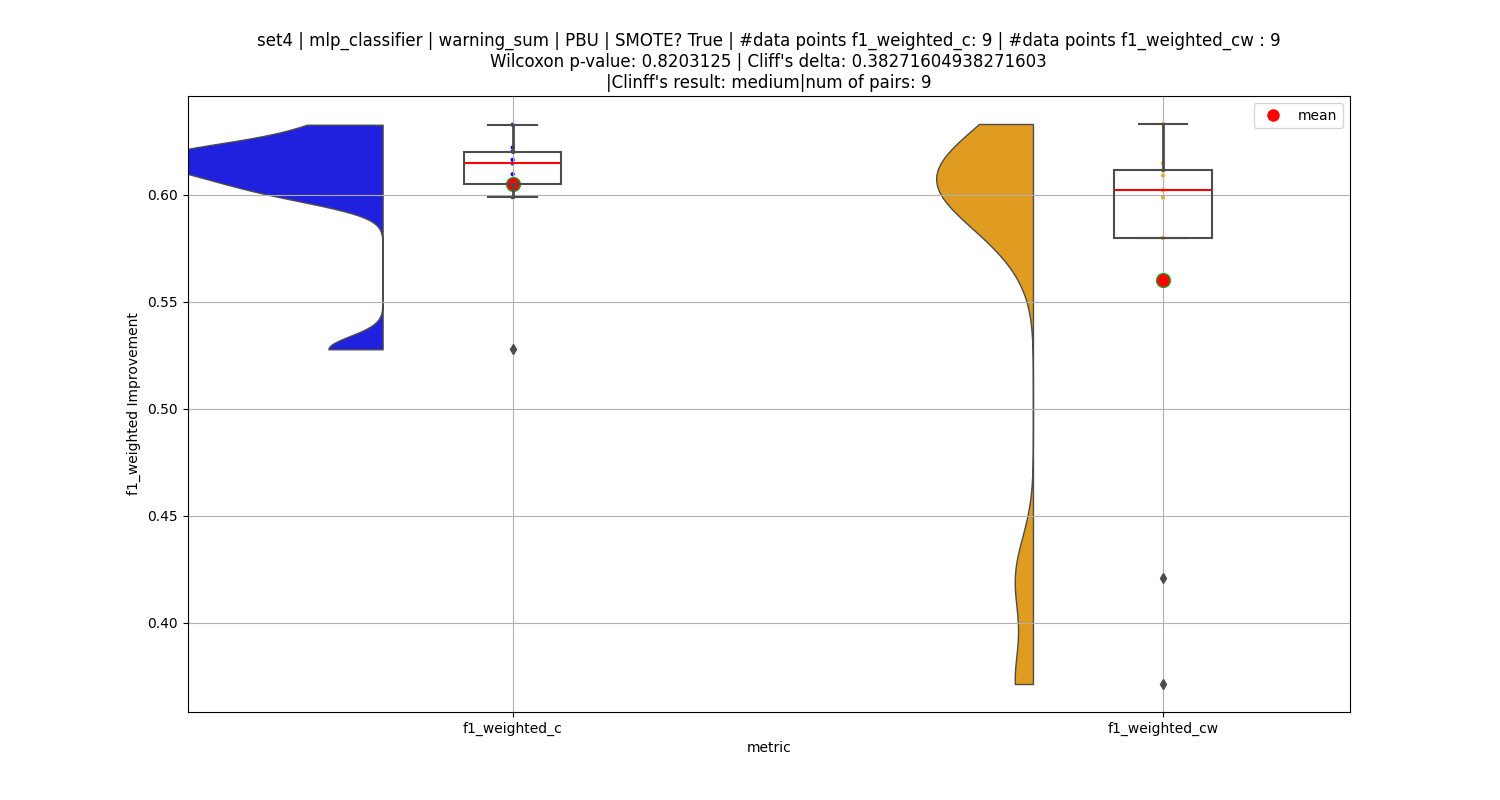 set4 | mlp_classifier | warning_sum | PBU | SMOTE? True | #data points f1_weighted_c: 9 | #data points f1_weighted_cw : 9
Wilcoxon p-value: 0.8203125 | Cliff's delta: 0.38271604938271603
|Clinff's result: medium|num of pairs: 9
mean
0.60
0.55
0.50
0.45
0.40
f1_weighted Improvement
f1_weighted_c
f1_weighted_cw
metric